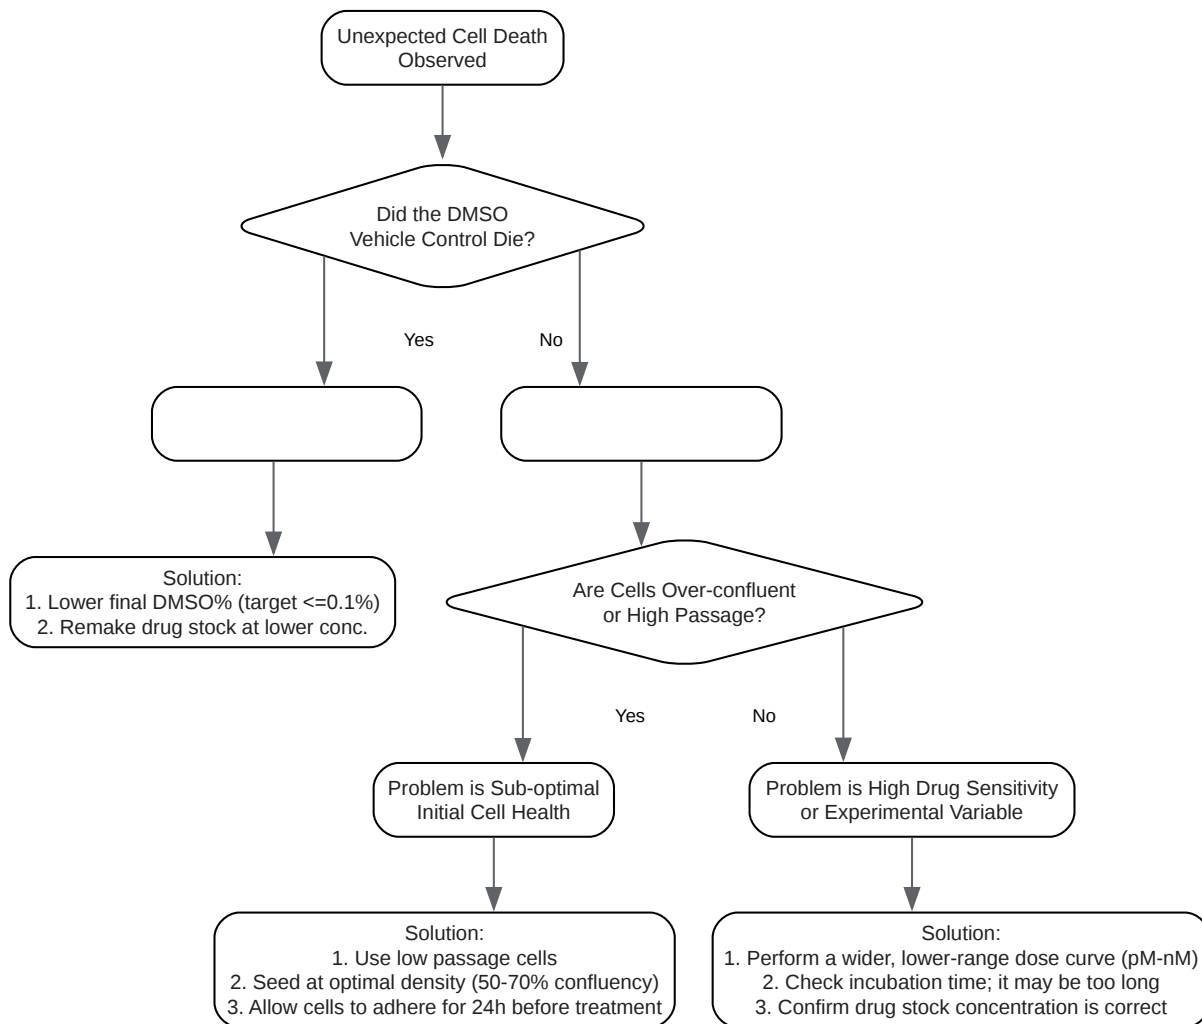 Unexpected Cell Death
Observed
Did the DMSO
Vehicle Control Die?
Yes
No
Solution:
1. Lower final DMSO% (target <=0.1%)
2. Remake drug stock at lower conc.
Are Cells Over-confluent
or High Passage?
Yes
No
Problem is Sub-optimal
Initial Cell Health
Problem is High Drug Sensitivity
or Experimental Variable
Solution:
1. Use low passage cells
2. Seed at optimal density (50-70% confluency)
3. Allow cells to adhere for 24h before treatment
Solution:
1. Perform a wider, lower-range dose curve (pM-nM)
2. Check incubation time; it may be too long
3. Confirm drug stock concentration is correct